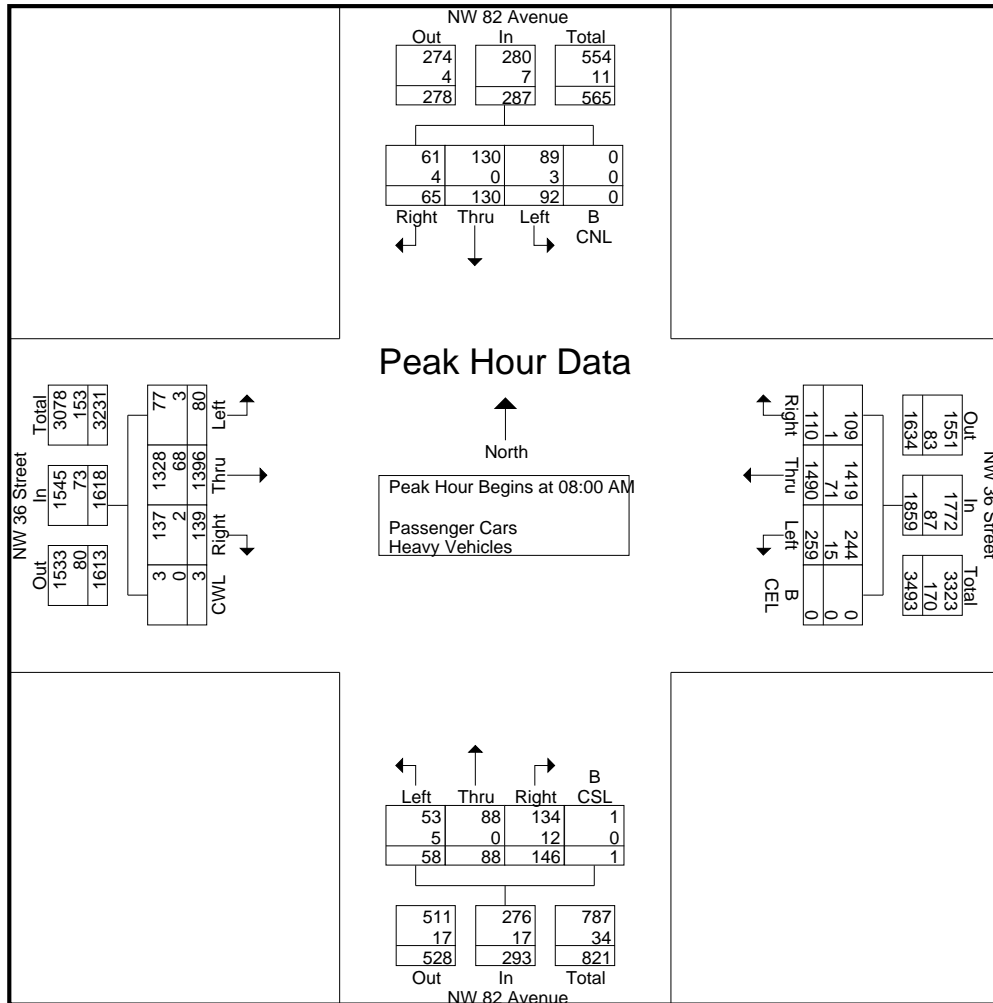 NW 82 Avenue
Out In Total
274 280 554
4 7 11
278 287 565
61 130 89 0
4 0 3 0
65 130 92 0
Right Thru Left B
CNL
Peak Hour Data
North
Peak Hour Begins at 08:00 AM
Passenger Cars
Heavy Vehicles
NW 36 Street
Out In Total
1533 1545 3078
80 73 153
1613 1618 3231
3 137 1328 77
0 2 68 3
3 139 1396 80
CWL Right Thru Left
NW 36 Street
Out In Total
1551 1772 3323
83 87 170
1634 1859 3493
109 1419 244 0
1 71 15 0
110 1490 259 0
Right Thru Left B
CEL
B
Left Thru Right CSL
53 88 134 1
5 0 12 0
58 88 146 1
511 276 787
17 17 34
528 293 821
Out In Total
NW 82 Avenue